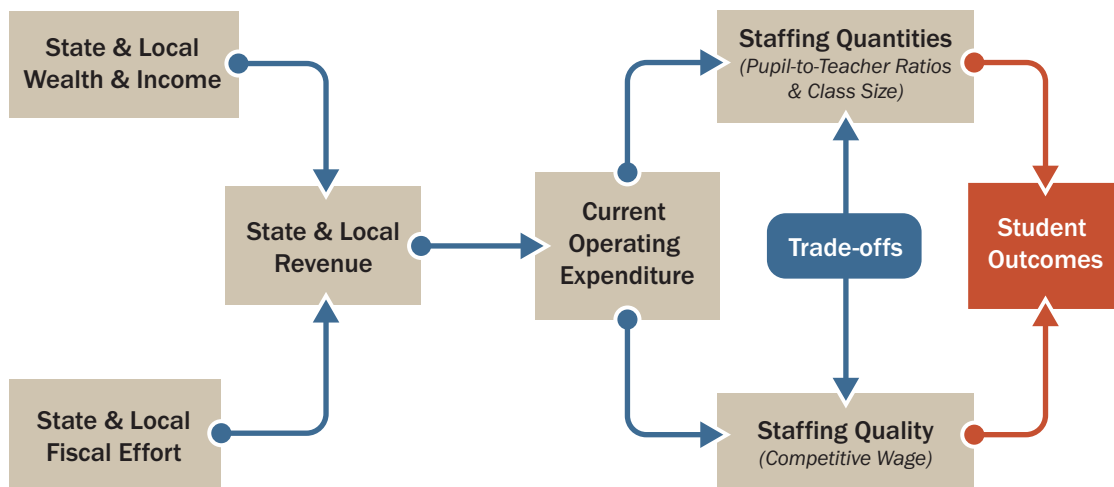 State & Local
Wealth & Income
State & Local
Fiscal Effort
State & Local
Revenue
Current
Operating
Expenditure
Staffing Quantities
(Pupil-to-Teacher Ratios
& Class Size)
Trade-offs
Staffing Quality
(Competitive Wage)
Student
Outcomes